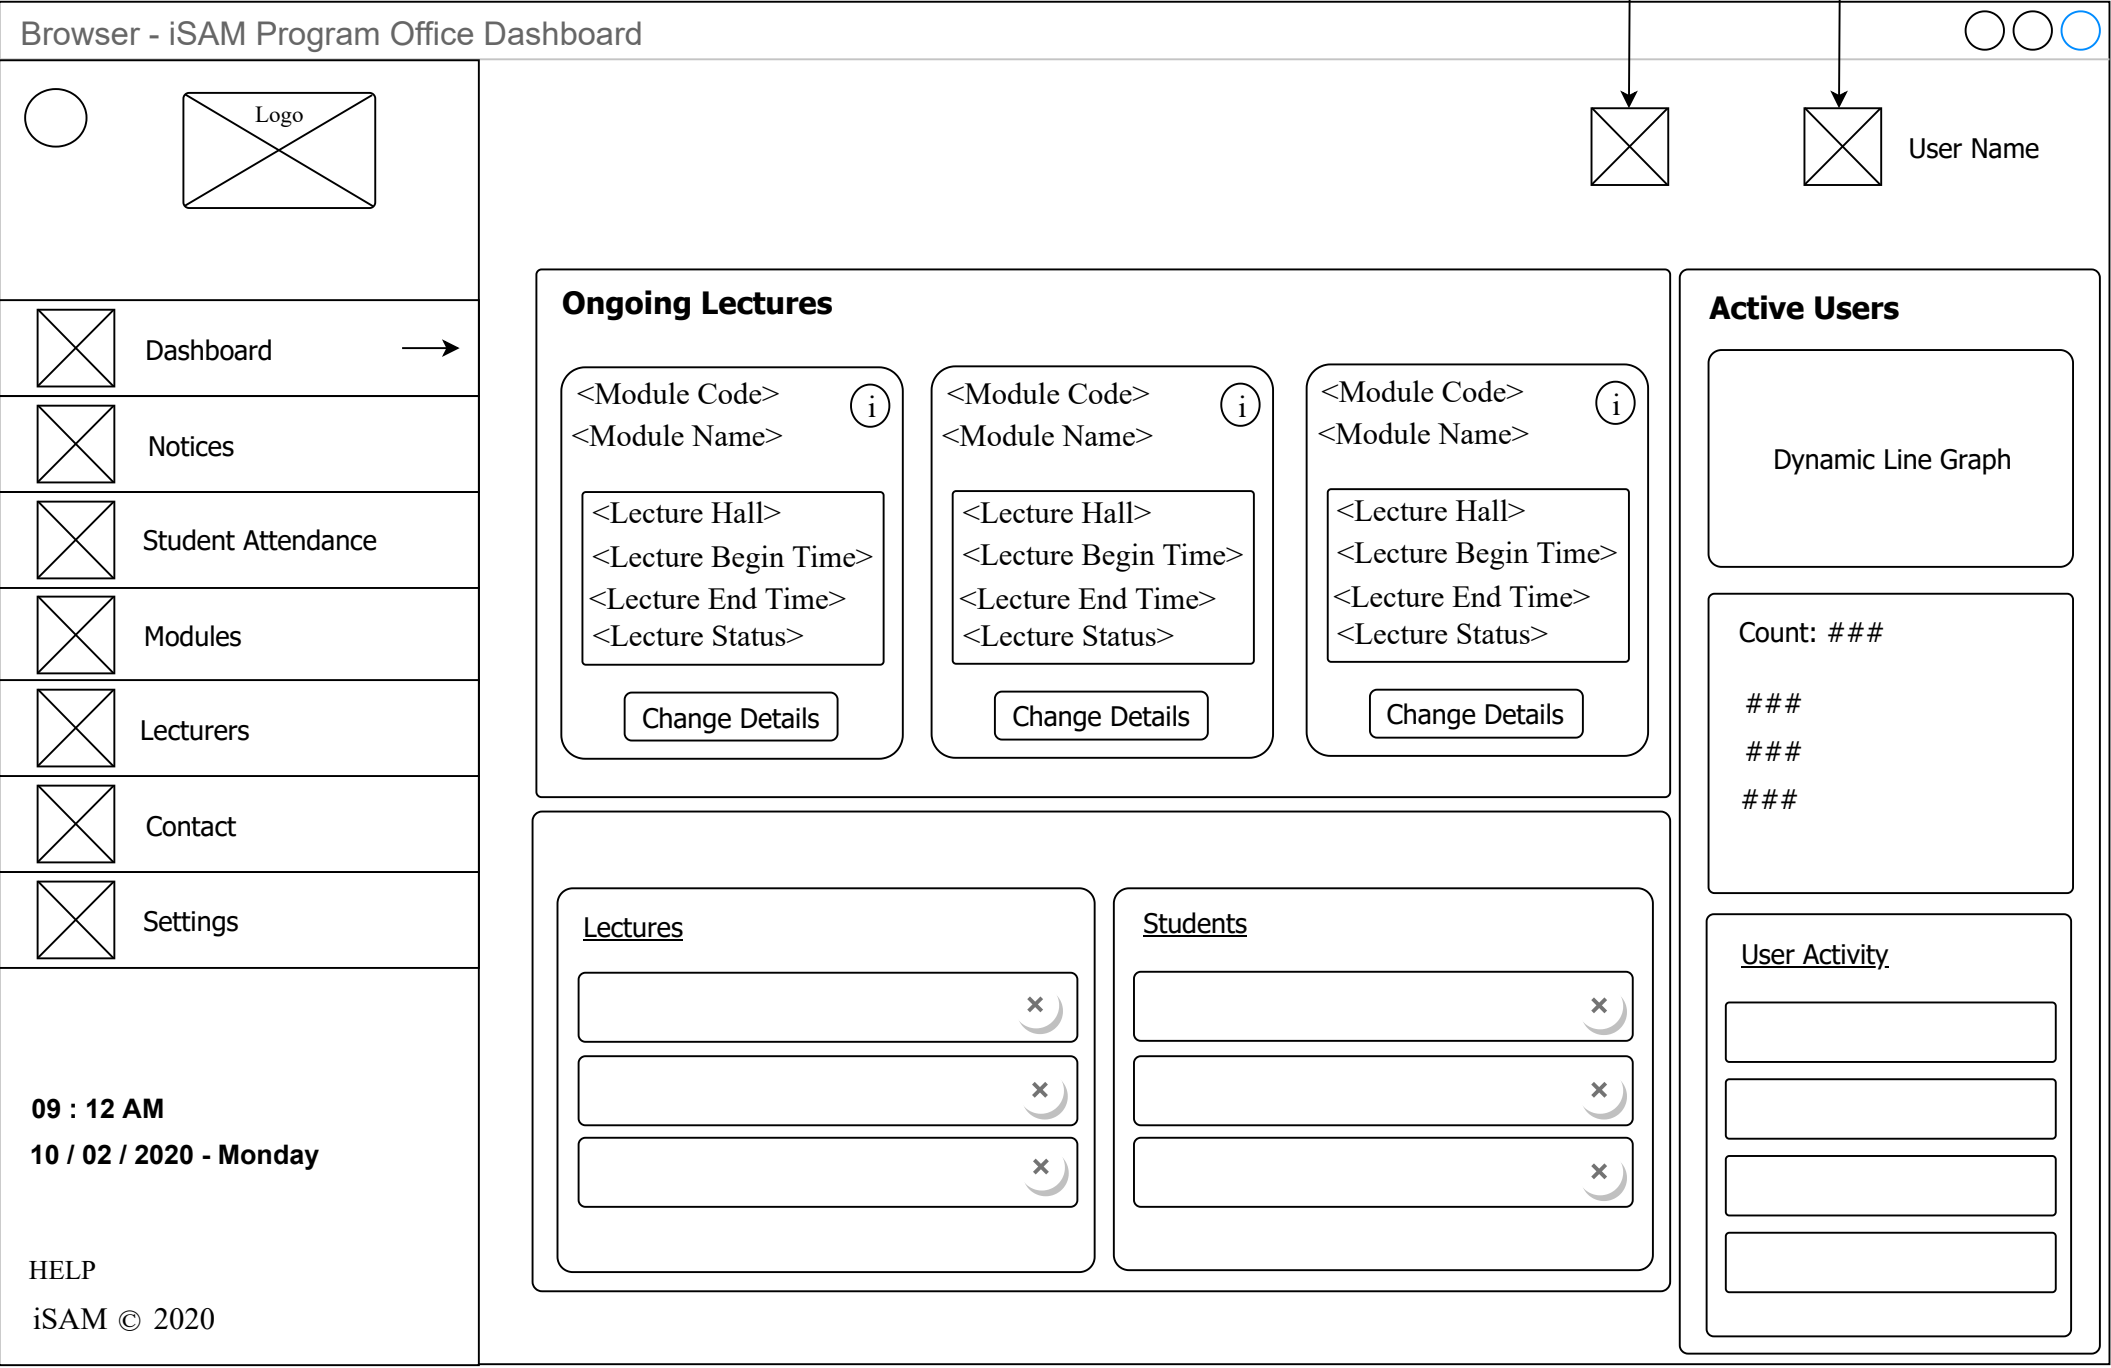 Browser - iSAM Program Office Dashboard
Logo
User Name
Dashboard
Notices
Student Attendance
Modules
Lecturers
Contact
Settings
09 : 12 AM
10 / 02 / 2020 - Monday
HELP
iSAM © 2020
Ongoing Lectures
<Module Code>
i
<Module Name>
<Lecture Hall>
<Lecture Begin Time>
<Lecture End Time>
<Lecture Status>
Change Details
<Module Code>
i
<Module Name>
<Lecture Hall>
<Lecture Begin Time>
<Lecture End Time>
<Lecture Status>
Change Details
<Module Code>
i
<Module Name>
<Lecture Hall>
<Lecture Begin Time>
<Lecture End Time>
<Lecture Status>
Change Details
Lectures
Students
Active Users
Dynamic Line Graph
Count: ###
###
###
###
User Activity